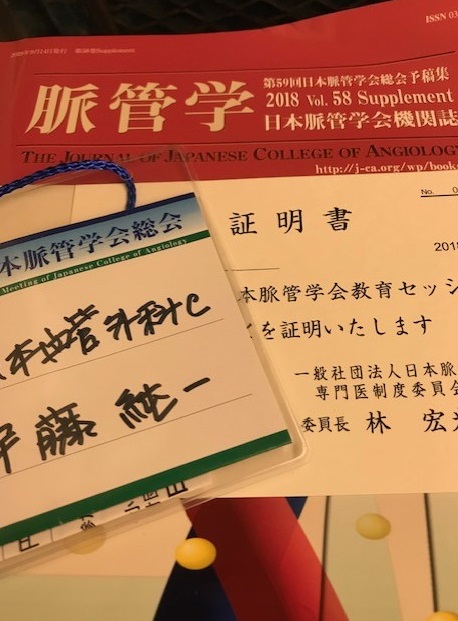 ISSN 03
第59回日本脈管学会総会予稿集
脈管学
2018 Vol. 58 Supplement
日本脈管学会機関誌
THE JOURNAL OF JAPANESE COLLEGE OF ANGIOLOGY
http://j-ca.org/wp/book
No. 0
証明書
2018
本脈管学会教育セッシ
を証明いたします
一般社団法人日本脈
専門医制度委員会
委員長 林 宏光
本脈管学会総会
Meeting of Japanese College of Angiology
本血管外科C
伊藤 純一